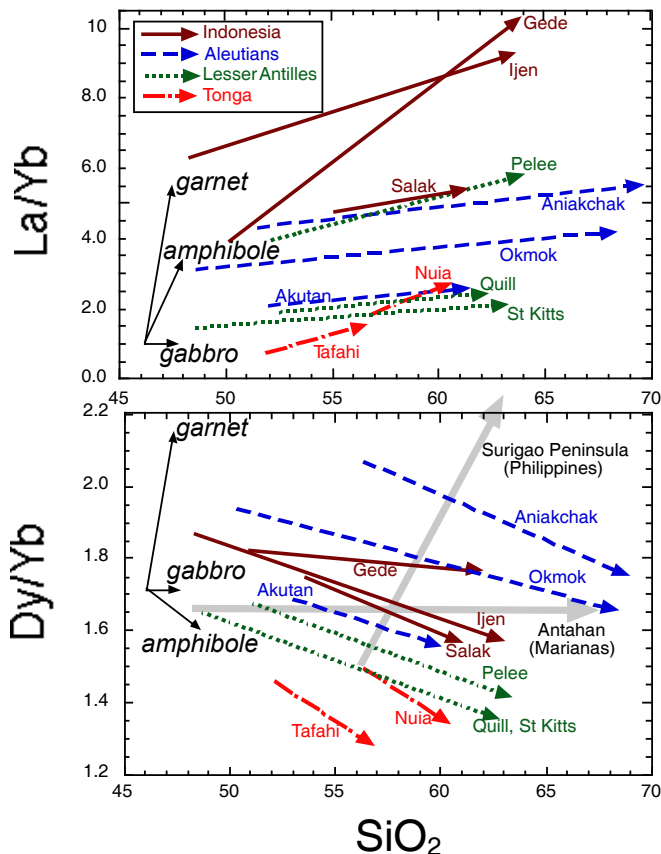 10.0
8.0
6.0
4.0
2.0
0.0
La/Yb
Indonesia
Aleutians
Lesser Antilles
Tonga
Gede
Ijen
Pelee
Salak
Aniakchak
Okmok
Nuia
Akutan
Quill
St Kitts
Tafahi
garnet
amphibole
gabbro
45 50 55 60 65 70
2.2
2.0
1.8
1.6
1.4
1.2
Dy/Yb
Surigao Peninsula
(Philippines)
garnet
gabbro
amphibole
Aniakchak
Gede
Okmok
Akutan
Ijen
Salak
Antahan
(Marianas)
Pelee
Nuia
Tafahi
Quill, St Kitts
45 50 55 60 65 70
SiO2